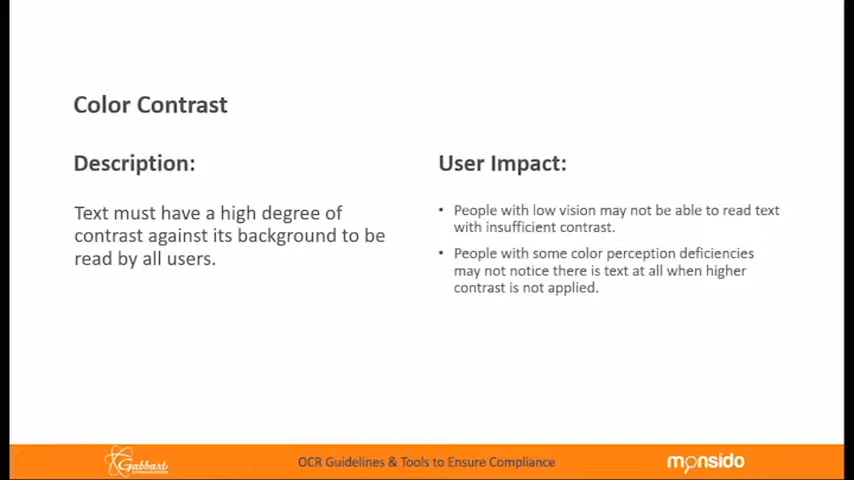 Color Contrast
Description:
Text must have a high degree of
contrast against its background to be
read by all users.
User Impact:
• People with low vision may not be able to read text
with insufficient contrast.
• People with some color perception deficiencies
may not notice there is text at all when higher
contrast is not applied.
Gabbart
OCR Guidelines & Tools to Ensure Compliance
monsido